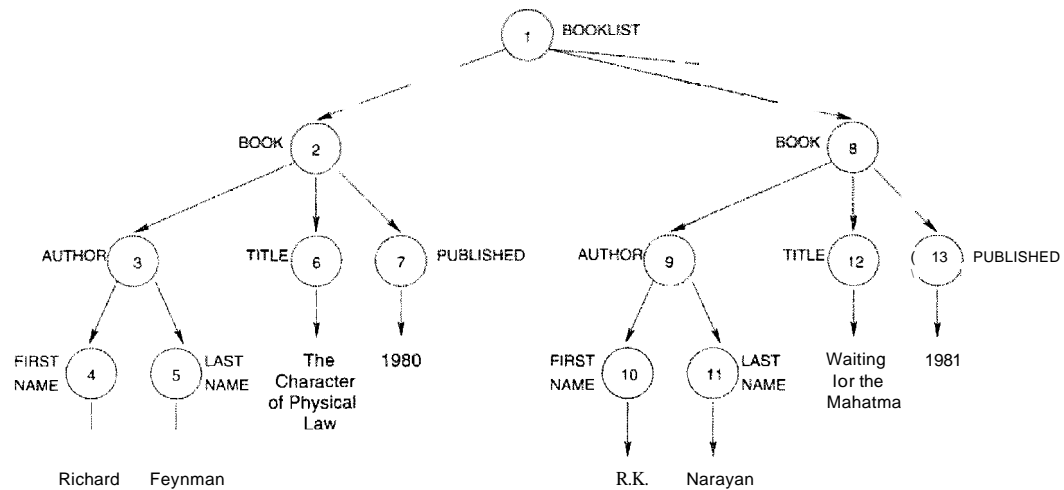 1 BOOKLIST
BOOK 2
BOOK 8
AUTHOR 3
TITLE 6
7 PUBLISHED
AUTHOR 9
TITLE 12
13 PUBLISHED
FIRST
NAME 4
5 LAST
NAME
The
Character
of Physical
Law
1980
FIRST
NAME 10
11 LAST
NAME
Waiting
Ior the
Mahatma
1981
Richard Feynman
R.K. Narayan